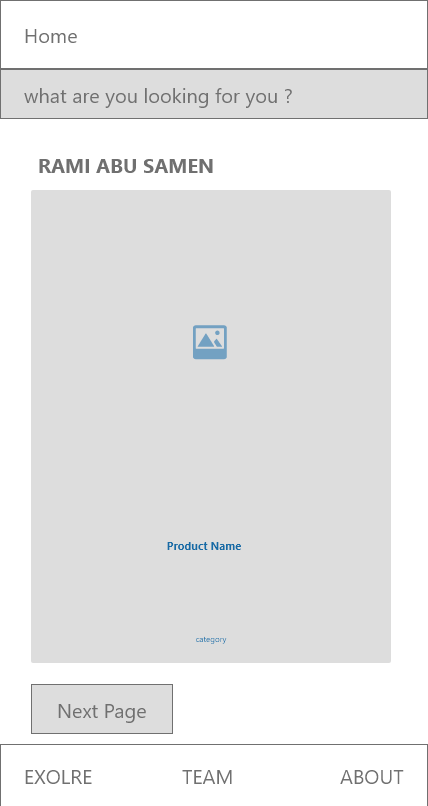 Home
what are you looking for you ?
RAMI ABU SAMEN
Product Name
category
Next Page
EXOLRE TEAM ABOUT